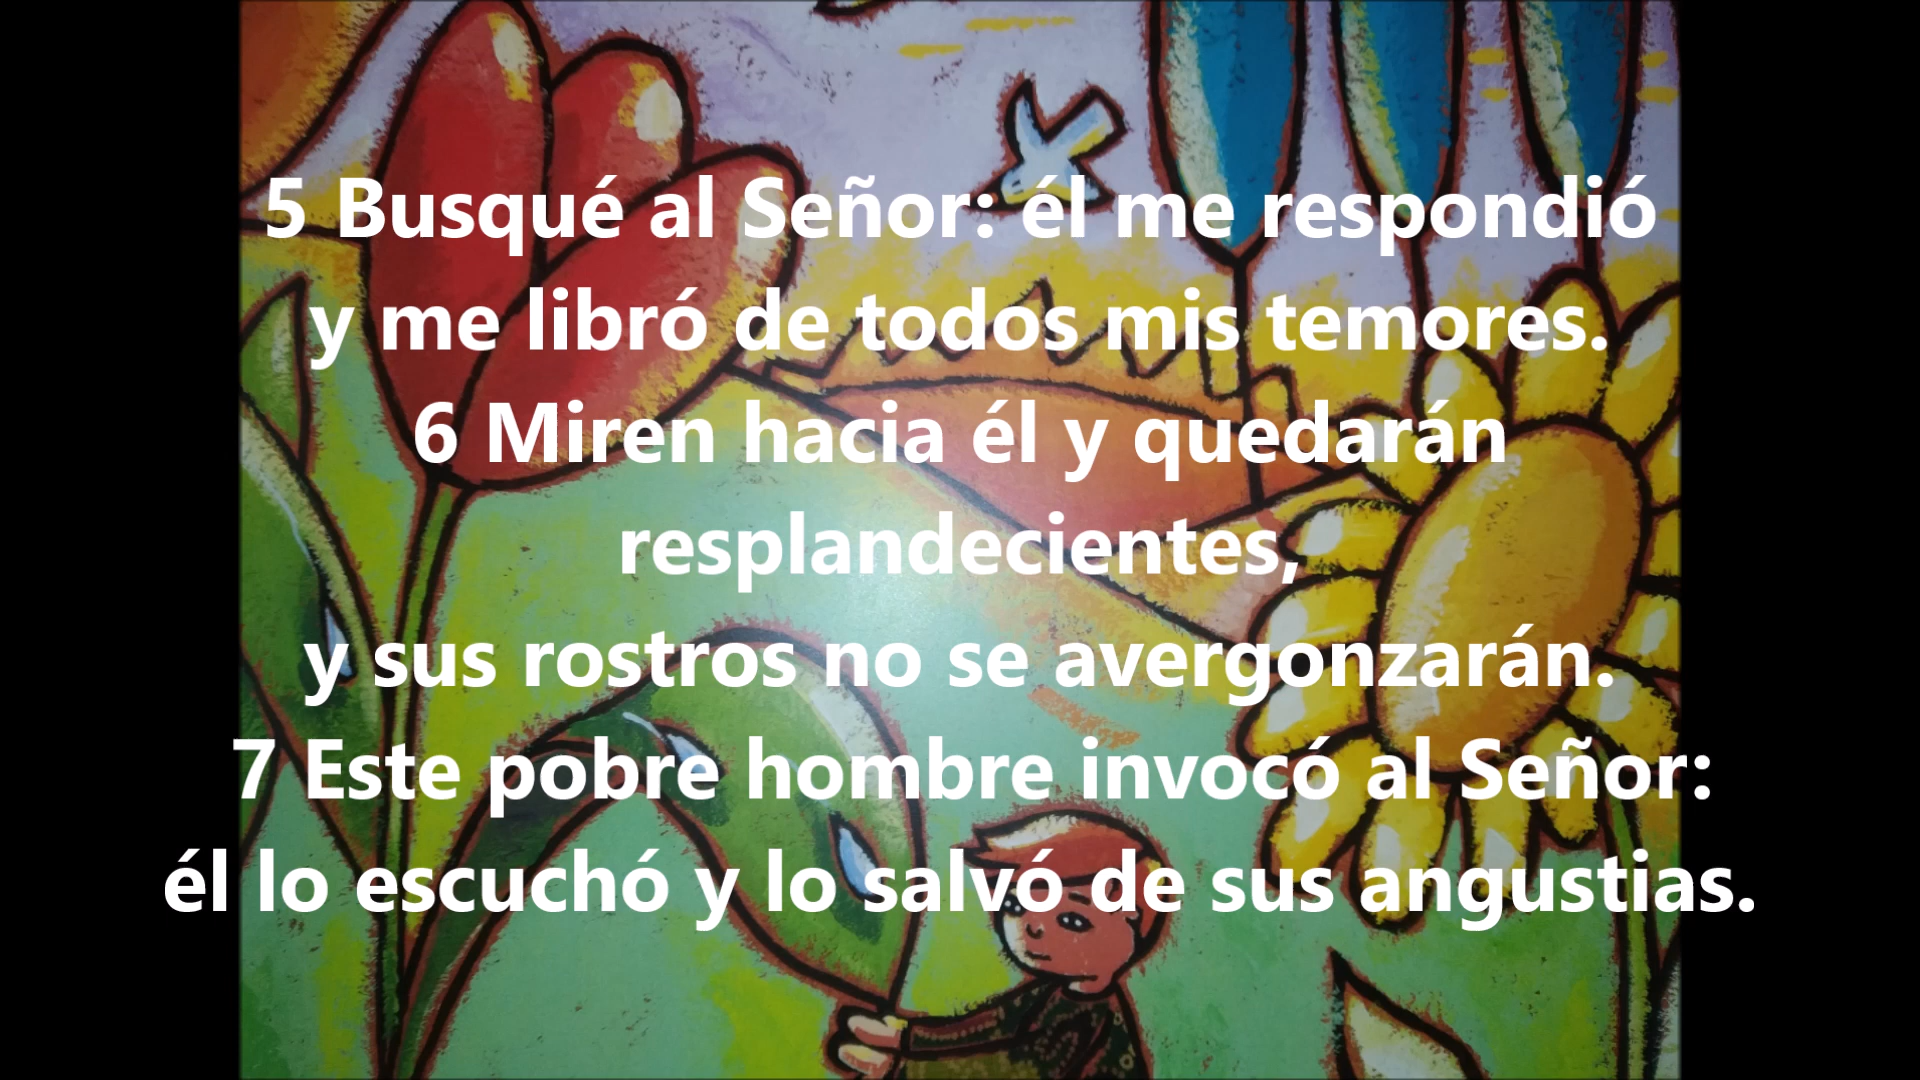 5 Busqué al Señor: él me respondió
y me libró de todos mis temores.
6 Miren hacia él y quedarán
resplandecientes,
y sus rostros no se avergonzarán.
7 Este pobre hombre invocó al Señor:
él lo escuchó y lo salvó de sus angustias.